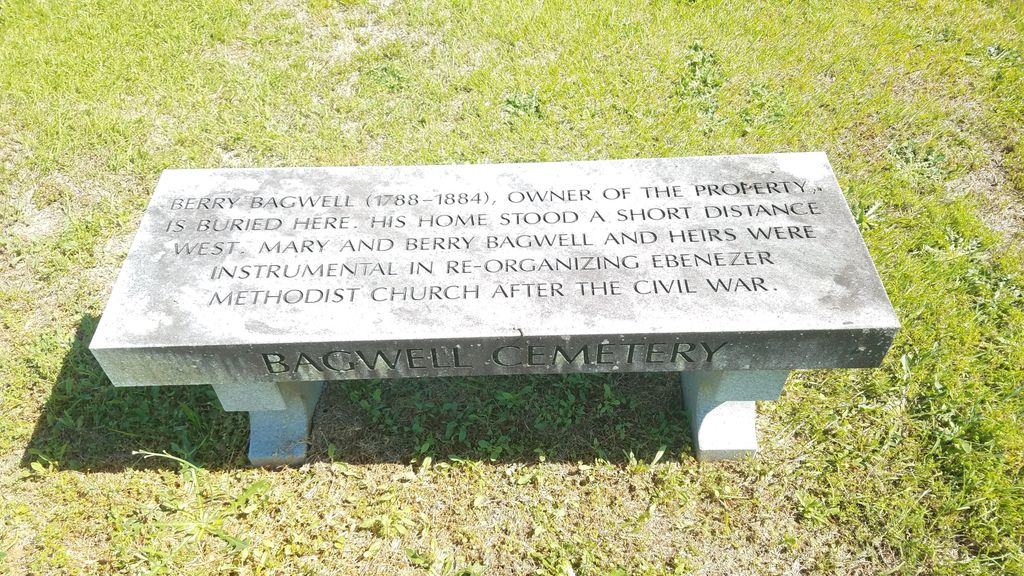 BERRY BAGWELL (1788-1884), OWNER OF THE PROPERTY,
IS BURIED HERE. HIS HOME STOOD A SHORT DISTANCE
WEST. MARY AND BERRY BAGWELL AND HEIRS WERE
INSTRUMENTAL IN RE-ORGANIZING EBENEZER
METHODIST CHURCH AFTER THE CIVIL WAR.
BAGWELL CEMETERY